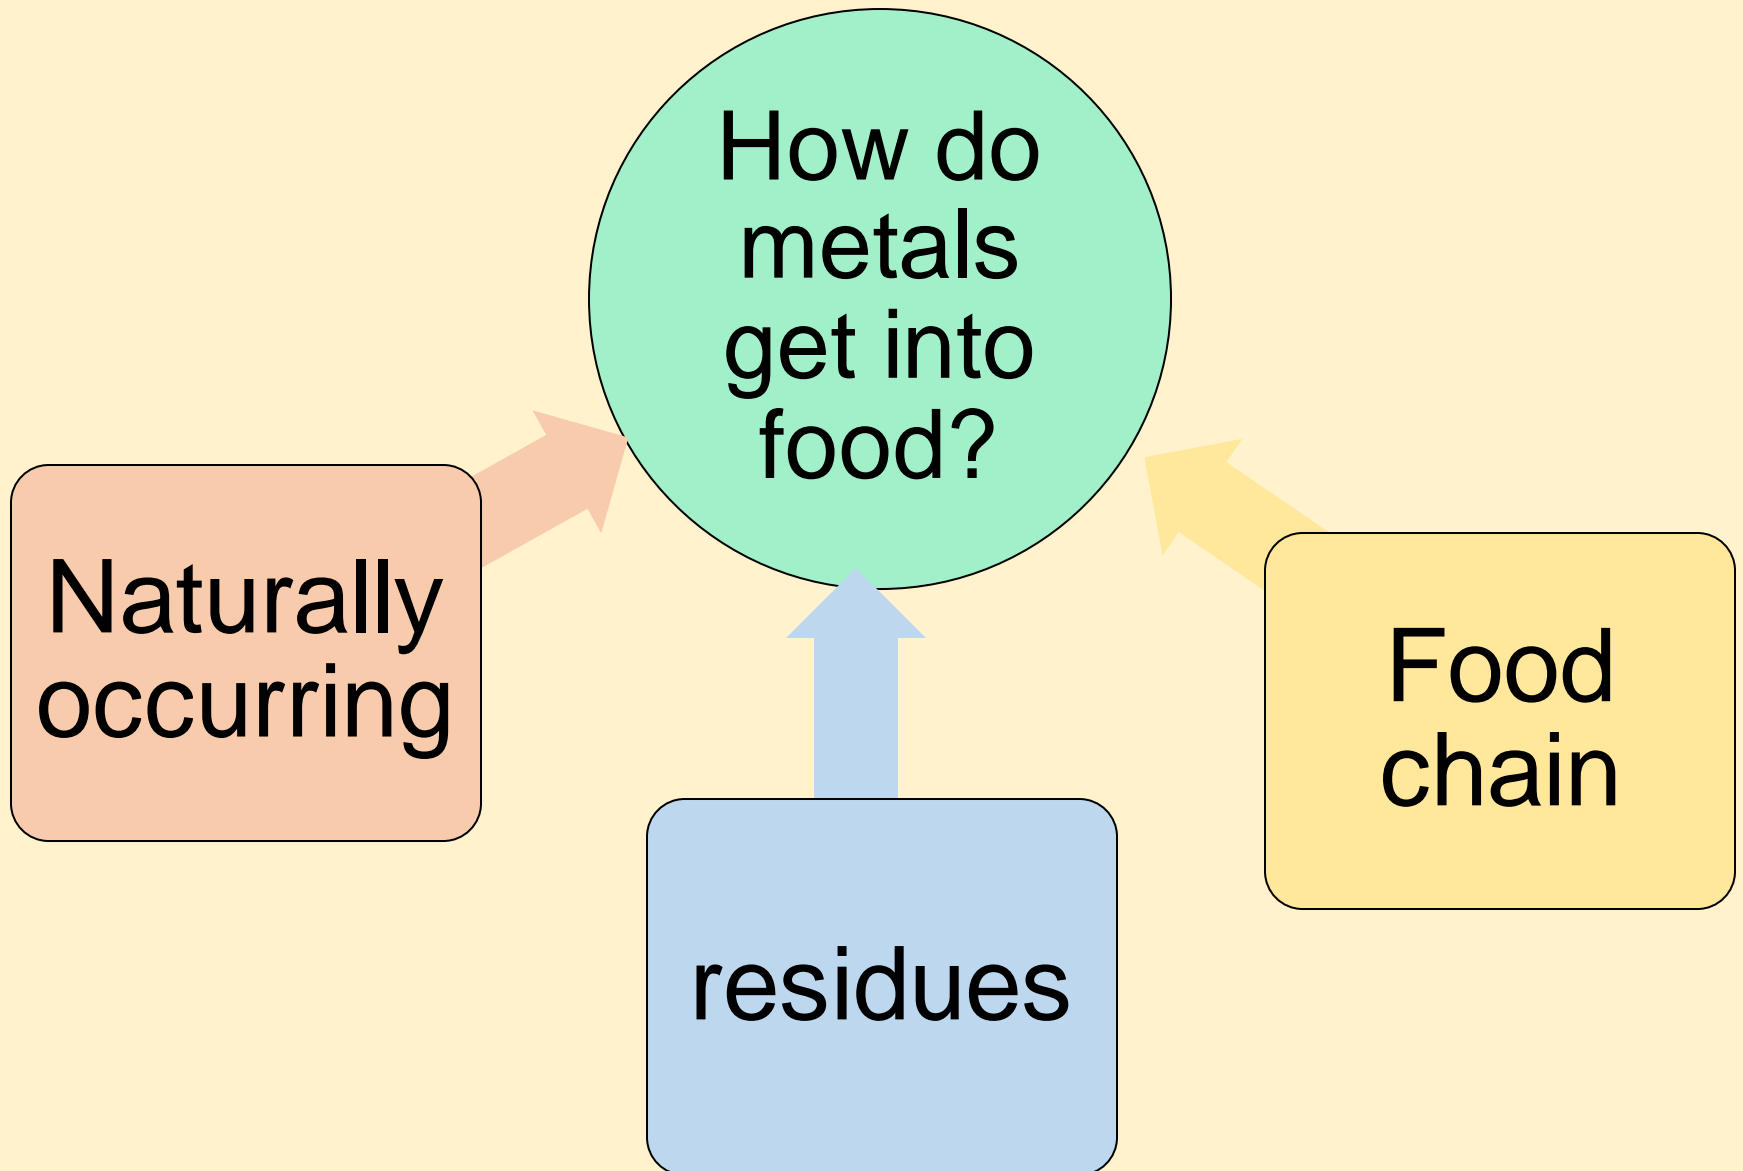 How do
metals
get into
food?
Naturally
occurring
Food
chain
residues